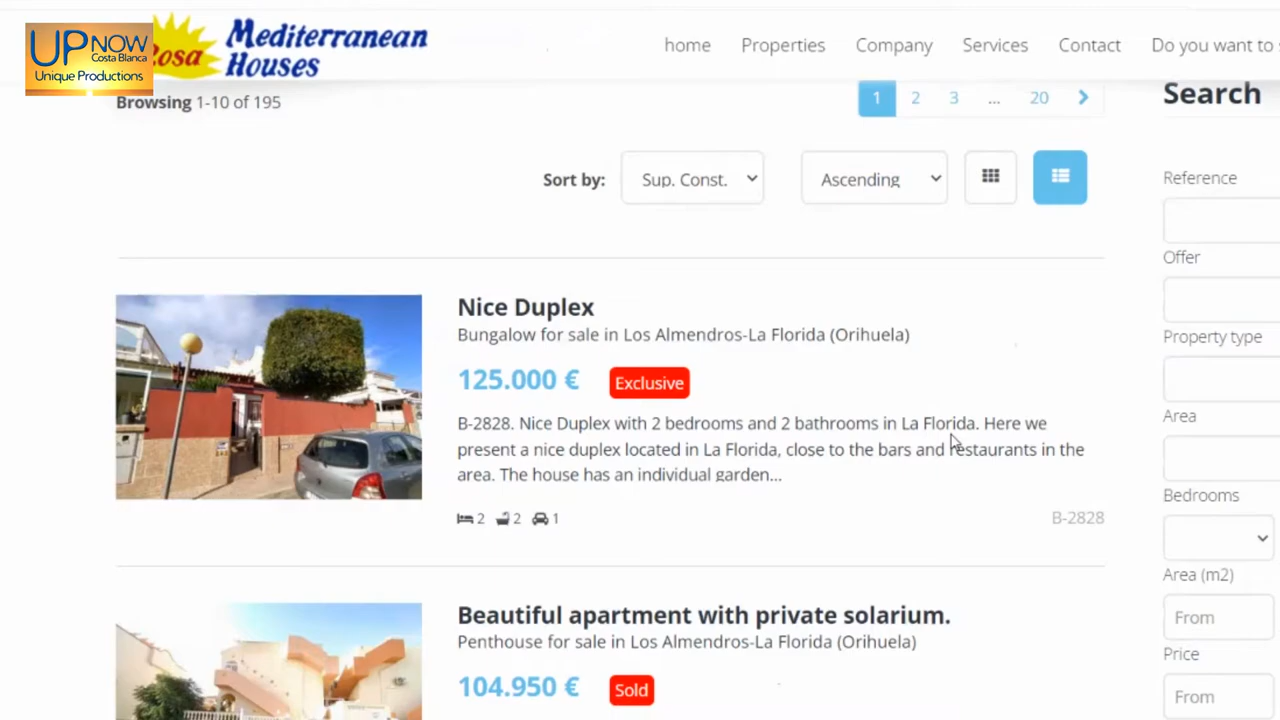 UP NOW
Costa Blanca
Unique Productions
Rosa
Mediterranean
Houses
home Properties Company Services Contact Do you want to
Browsing 1-10 of 195
1 2 3 ... 20
Search
Sort by: Sup. Const. Ascending
Reference
Offer
Property type
Area
Bedrooms
Area (m2)
From
Price
From
Nice Duplex
Bungalow for sale in Los Almendros-La Florida (Orihuela)
125.000 € Exclusive
B-2828. Nice Duplex with 2 bedrooms and 2 bathrooms in La Florida. Here we
present a nice duplex located in La Florida, close to the bars and restaurants in the
area. The house has an individual garden...
2 2 1 B-2828
Beautiful apartment with private solarium.
Penthouse for sale in Los Almendros-La Florida (Orihuela)
104.950 € Sold